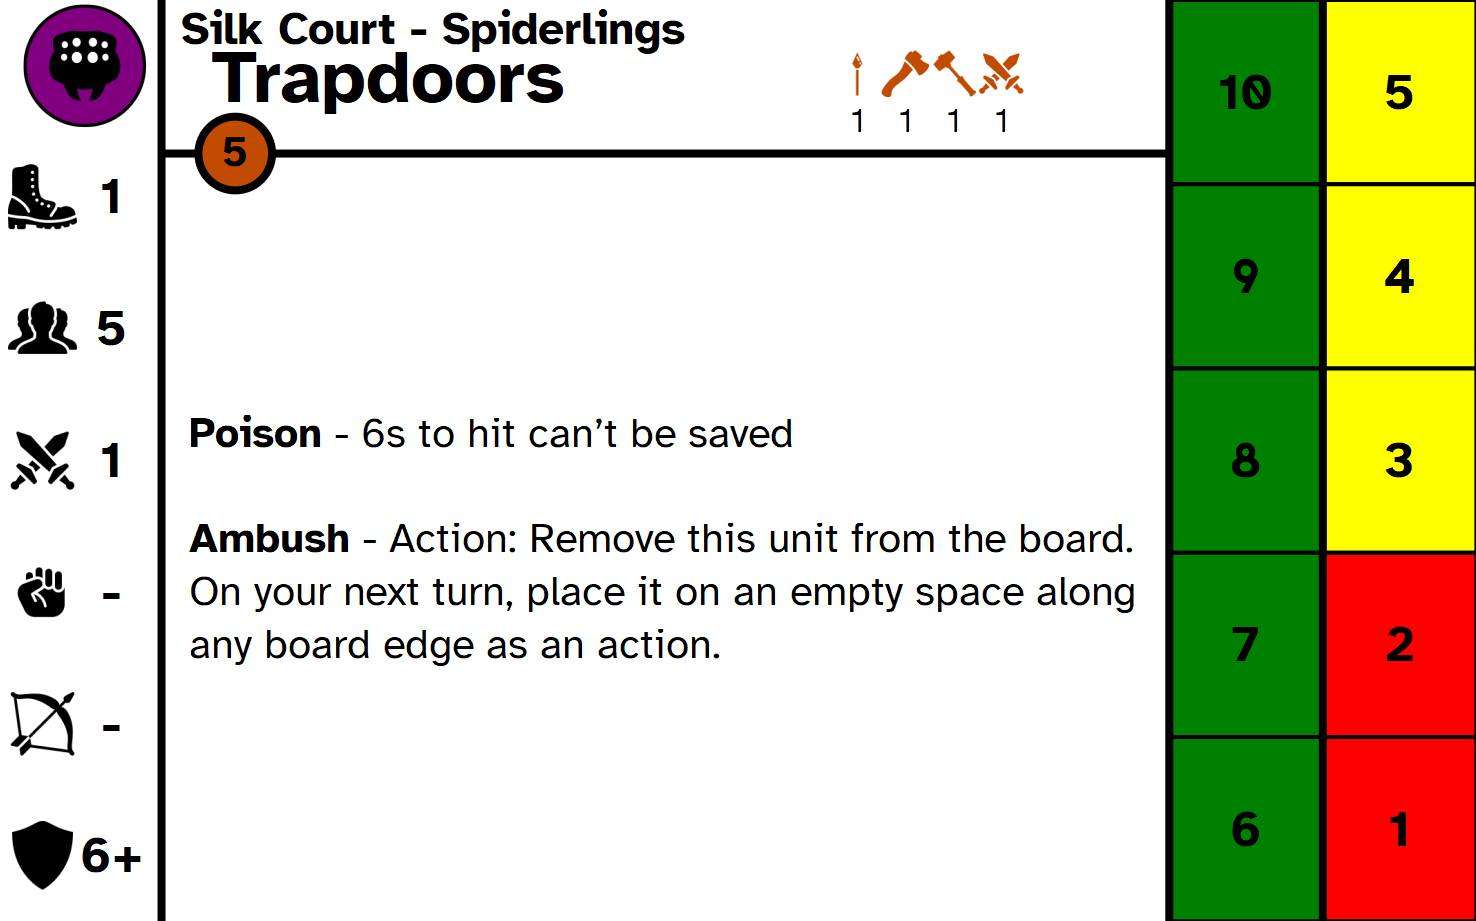 Silk Court - Spiderlings
Trapdoors
1 1 1 1
5
1
5
1
-
-
6+
Poison - 6s to hit can’t be saved
Ambush - Action: Remove this unit from the board.
On your next turn, place it on an empty space along
any board edge as an action.
10 5
9 4
8 3
7 2
6 1